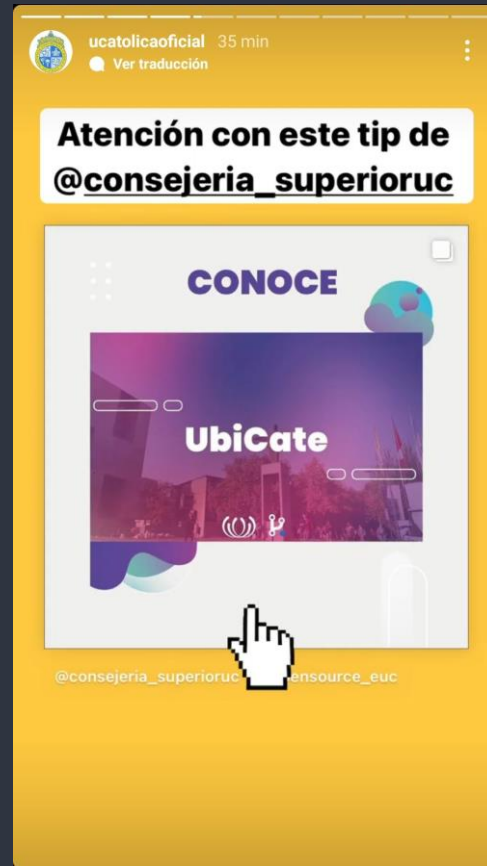 ucatolicaoficial 35 min
Ver traducción
Atención con este tip de
@consejeria_superioruc
CONOCE
UbiCate
@consejeria_superioruc ensource_euc